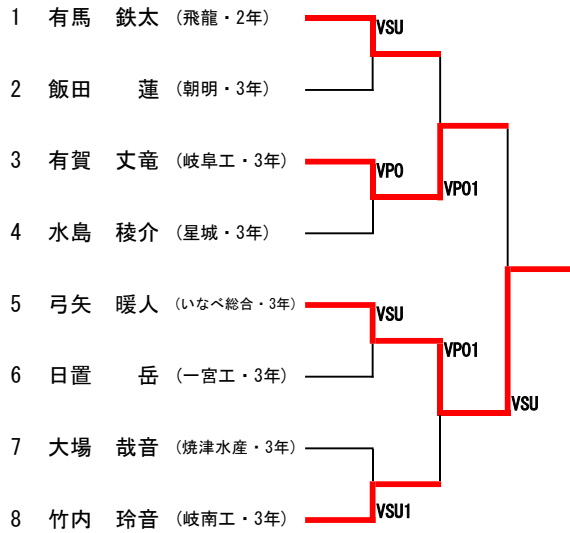 1 有馬 鉄太 (飛龍・2年) VSU
2 飯田 蓮 (朝明・3年)
3 有賀 丈竜 (岐阜工・3年) VPO VPO1
4 水島 稜介 (星城・3年)
5 弓矢 暖人 (いなべ総合・3年) VSU
VPO1
6 日置 岳 (一宮工・3年) VSU
7 大場 哉音 (焼津水産・3年)
8 竹内 玲音 (岐南工・3年) VSU1